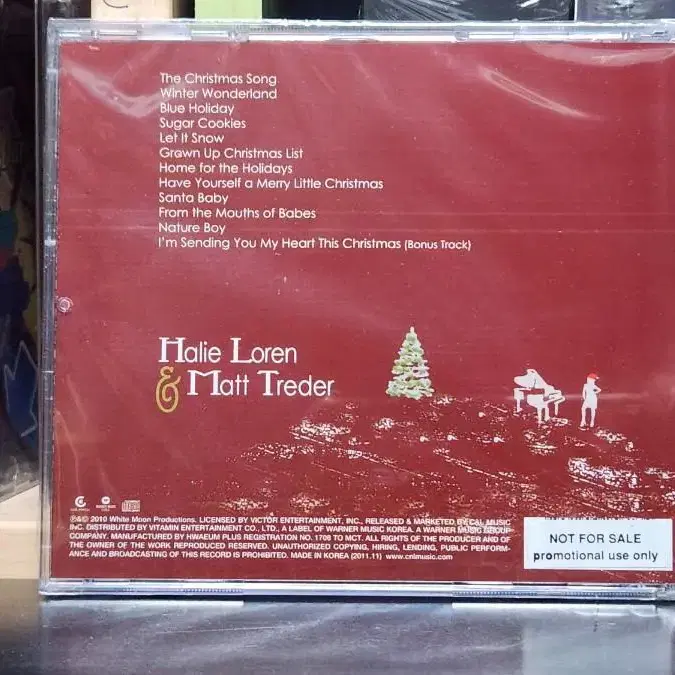 The Christmas Song
Winter Wonderland
Blue Holiday
Sugar Cookies
Let It Snow
Grown Up Christmas List
Home for the Holidays
Have Yourself a Merry Little Christmas
Santa Baby
From the Mouths of Babes
Nature Boy
I'm Sending You My Heart This Christmas (Bonus Track)
Halie Loren
& Matt Treder
℗&© 2010 White Moon Productions. LICENSED BY VICTOR ENTERTAINMENT, INC., RELEASED & MARKETED BY C&L MUSIC
INC. DISTRIBUTED BY VITAMIN ENTERTAINMENT CO., LTD., A LABEL OF WARNER MUSIC KOREA. A WARNER MUSIC GROUP
COMPANY. MANUFACTURED BY HWAEUM PLUS REGISTRATION NO. 1708 TO MCT. ALL RIGHTS OF THE PRODUCER AND OF
THE OWNER OF THE WORK REPRODUCED RESERVED. UNAUTHORIZED COPYING, HIRING, LENDING, PUBLIC PERFORM-
ANCE AND BROADCASTING OF THIS RECORD IS PROHIBITED. MADE IN KOREA (2011.11) www.cnlmusic.com
NOT FOR SALE
promotional use only